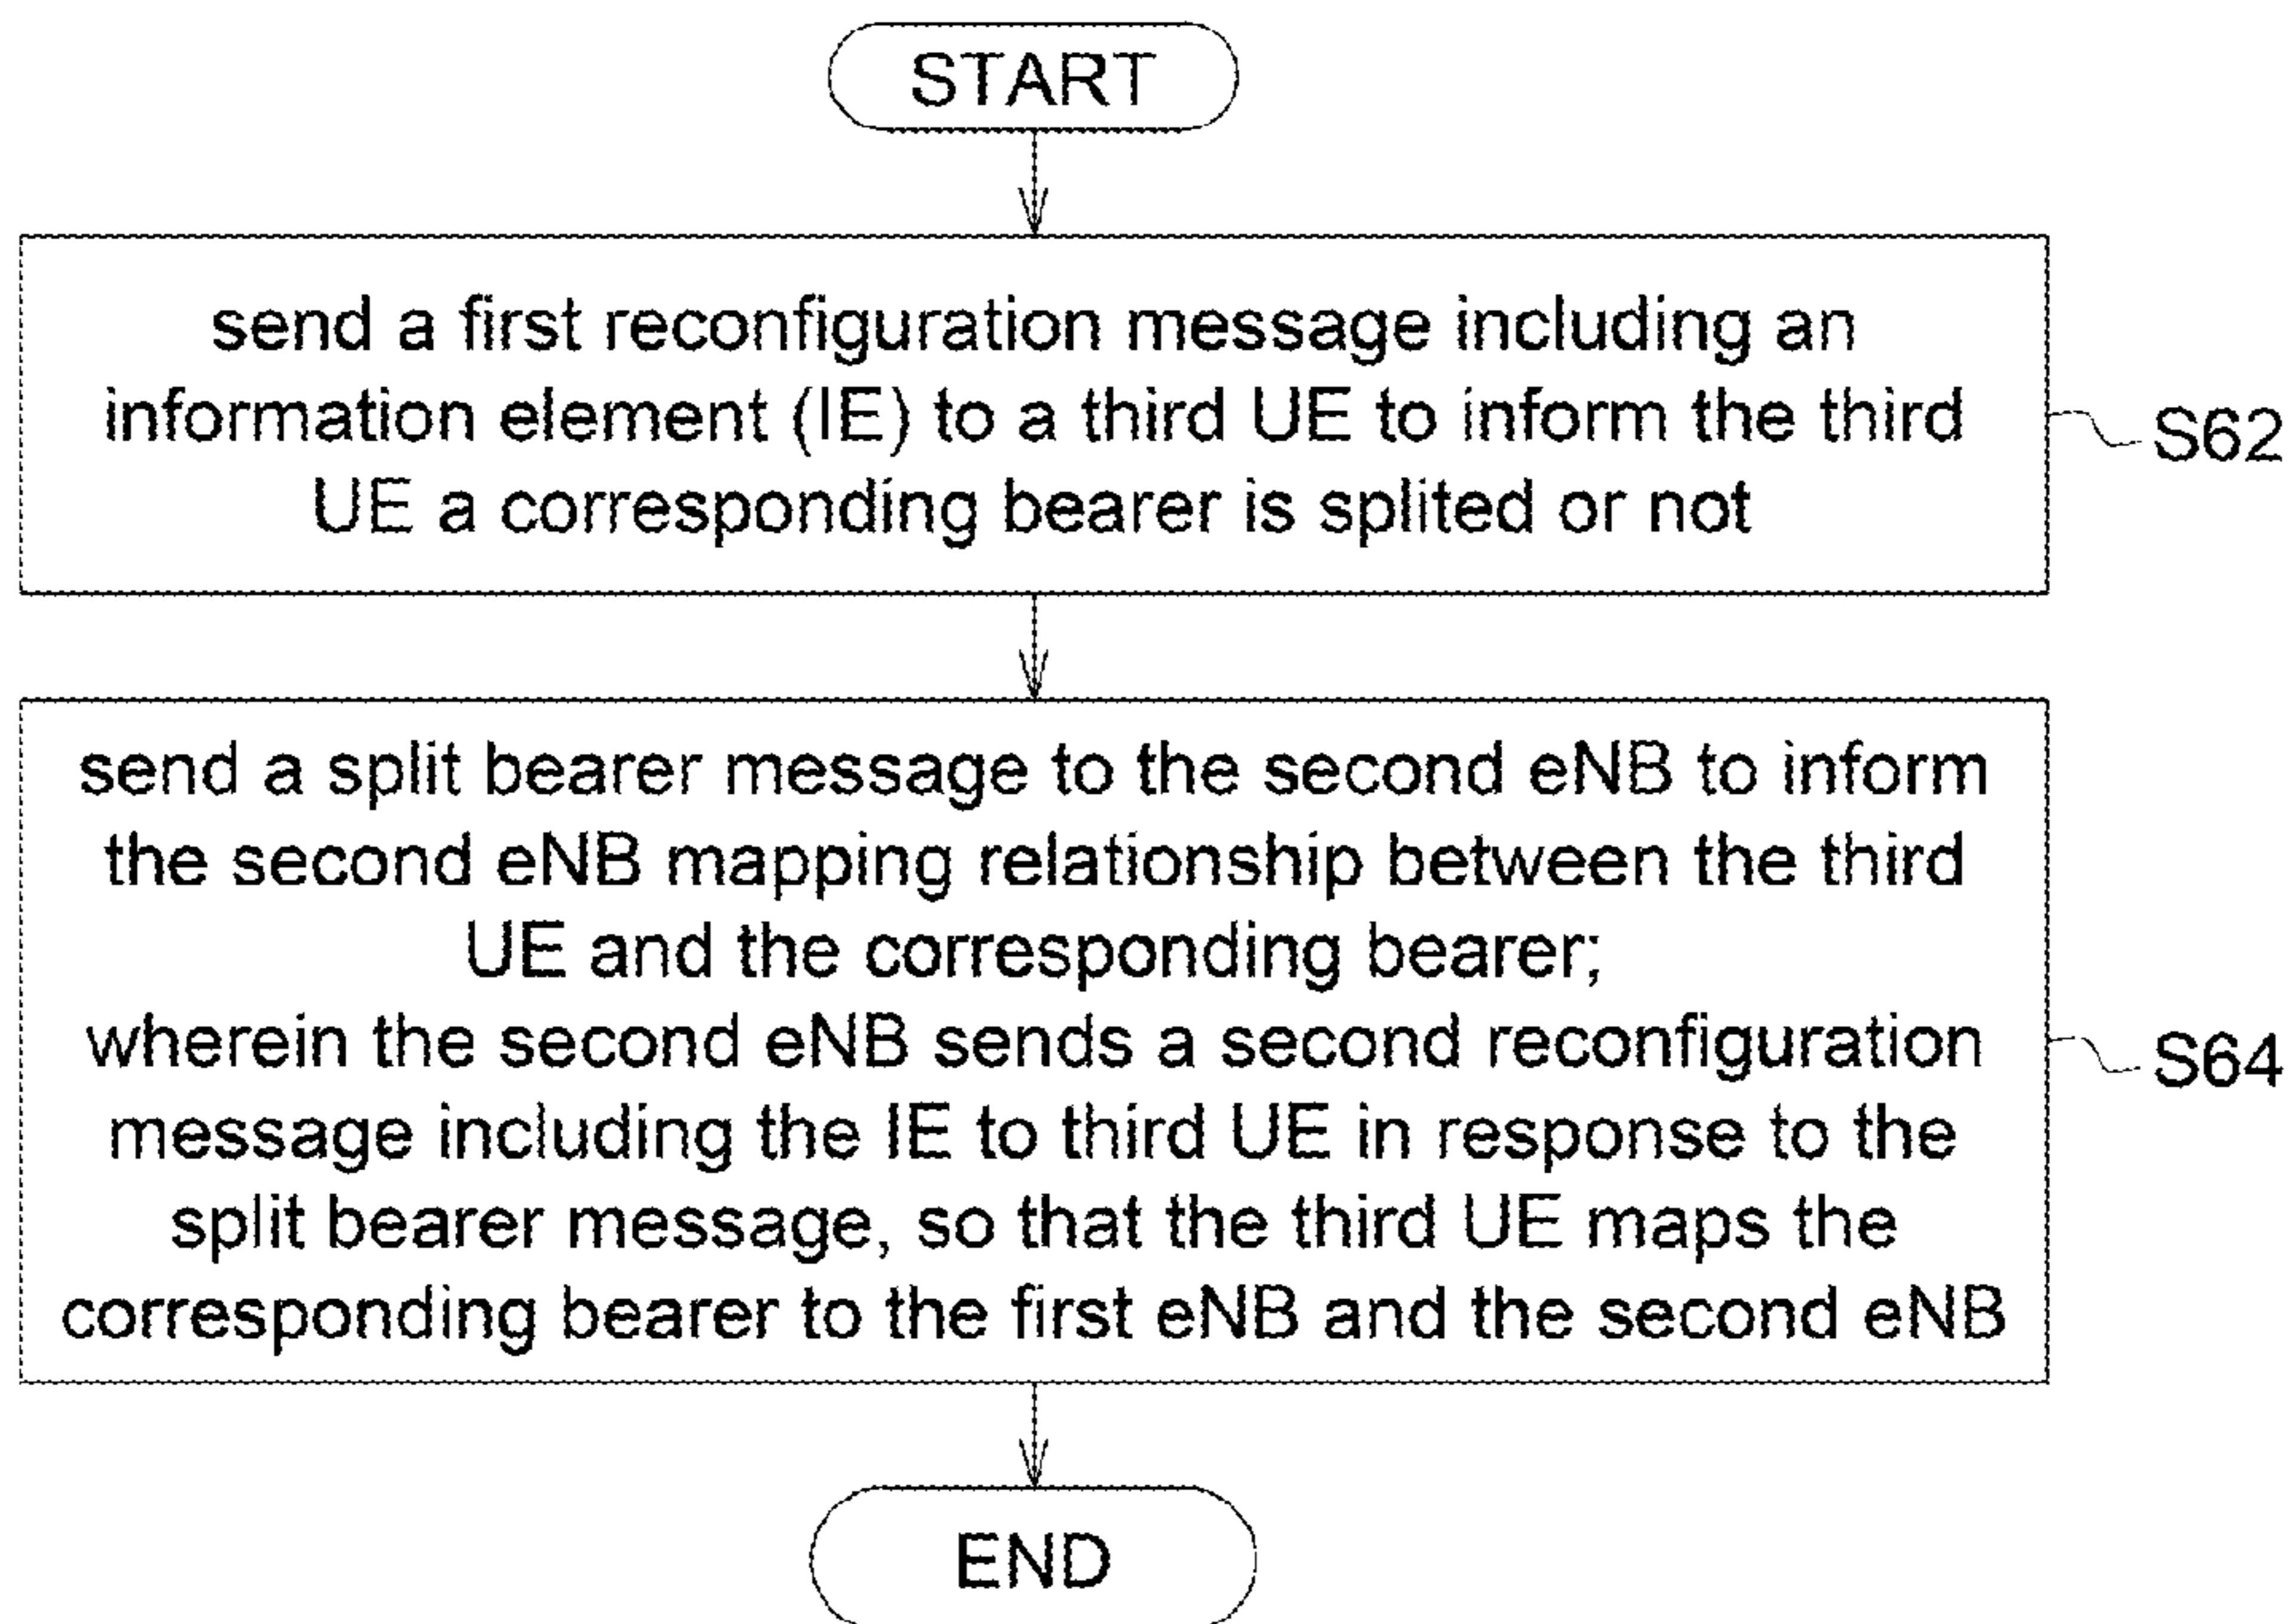 START
send a first reconfiguration message including an
information element (IE) to a third UE to inform the third
UE a corresponding bearer is splited or not
S62
send a split bearer message to the second eNB to inform
the second eNB mapping relationship between the third
UE and the corresponding bearer;
wherein the second eNB sends a second reconfiguration
message including the IE to third UE in response to the
split bearer message, so that the third UE maps the
corresponding bearer to the first eNB and the second eNB
S64
END